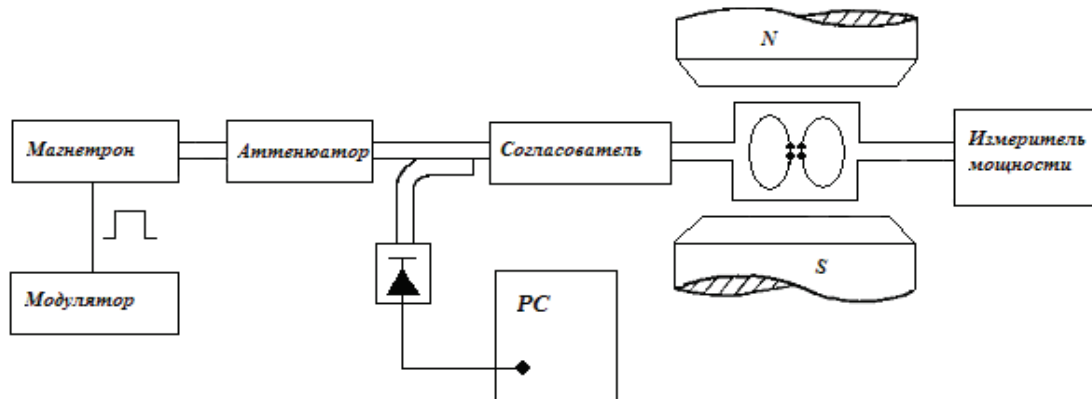 N
Магнетрон
Аттенюатор
Согласователь
Измеритель
мощности
Модулятор
PC
S